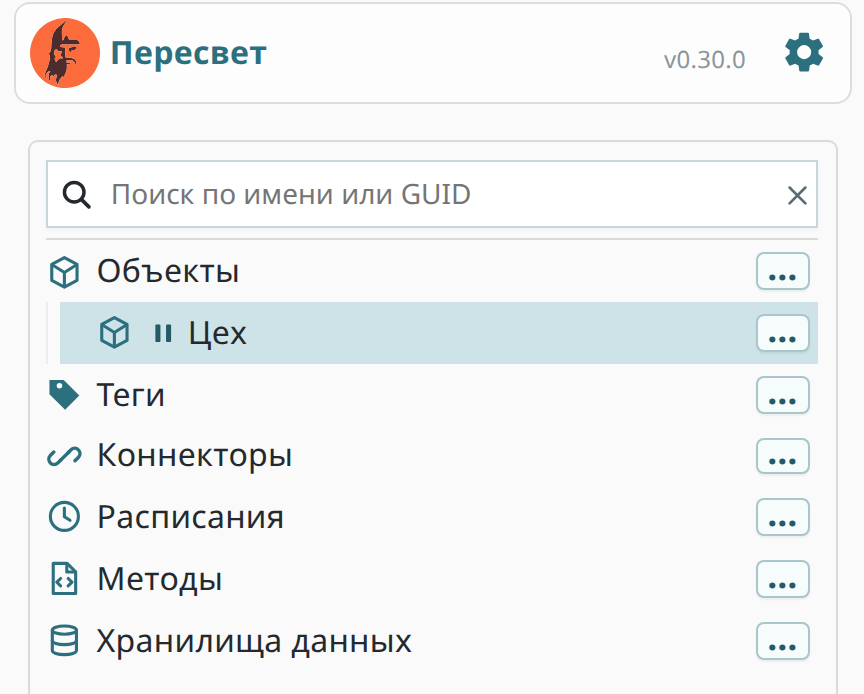 Пересвет
v0.30.0
Поиск по имени или GUID
Объекты
...
Цех
...
Теги
...
Коннекторы
...
Расписания
...
Методы
...
Хранилища данных
...